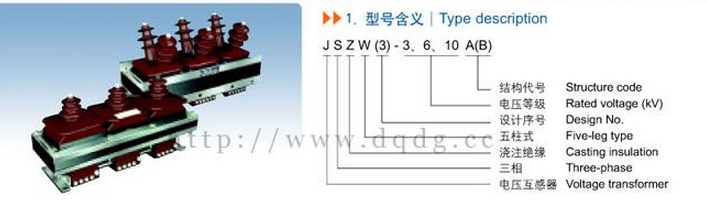 1. 型号含义 | Type description
J S Z W (3) - 3、6、10 A(B)
结构代号 Structure code
电压等级 Rated voltage (kV)
设计序号 Design No.
五柱式 Five-leg type
浇注绝缘 Casting insulation
三相 Three-phase
电压互感器 Voltage transformer
http://www.dqdg.cc